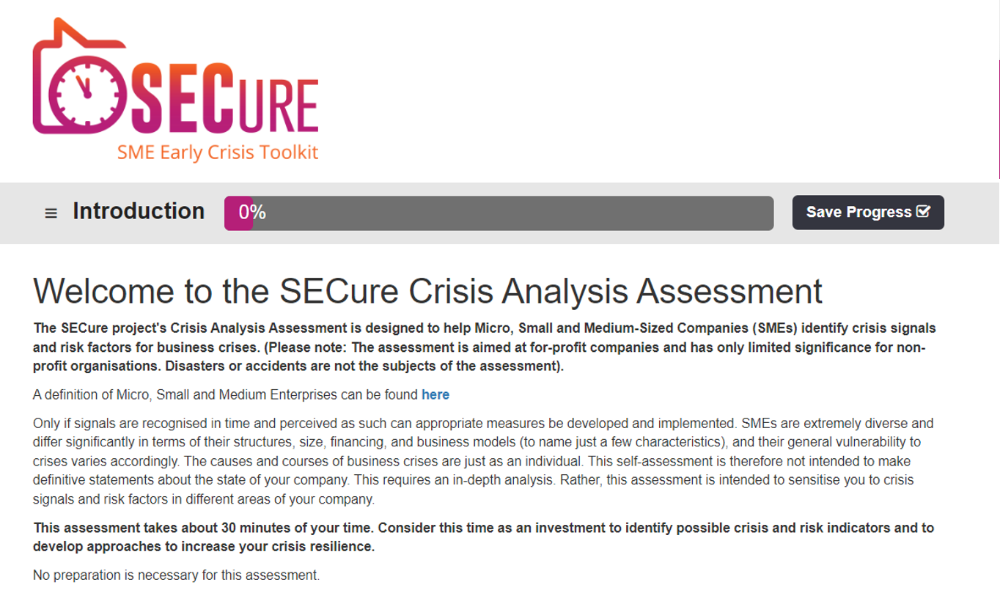 SECURE
SME Early Crisis Toolkit
≡ Introduction 0% Save Progress
Welcome to the SECure Crisis Analysis Assessment
The SECure project's Crisis Analysis Assessment is designed to help Micro, Small and Medium-Sized Companies (SMEs) identify crisis signals
and risk factors for business crises. (Please note: The assessment is aimed at for-profit companies and has only limited significance for non-
profit organisations. Disasters or accidents are not the subjects of the assessment).
A definition of Micro, Small and Medium Enterprises can be found here
Only if signals are recognised in time and perceived as such can appropriate measures be developed and implemented. SMEs are extremely diverse and
differ significantly in terms of their structures, size, financing, and business models (to name just a few characteristics), and their general vulnerability to
crises varies accordingly. The causes and courses of business crises are just as an individual. This self-assessment is therefore not intended to make
definitive statements about the state of your company. This requires an in-depth analysis. Rather, this assessment is intended to sensitise you to crisis
signals and risk factors in different areas of your company.
This assessment takes about 30 minutes of your time. Consider this time as an investment to identify possible crisis and risk indicators and to
develop approaches to increase your crisis resilience.
No preparation is necessary for this assessment.